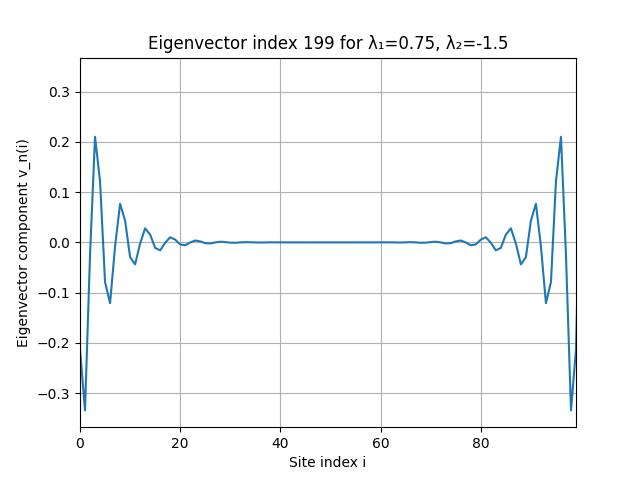 Eigenvector index 199 for λ₁=0.75, λ₂=-1.5
Eigenvector component v_n(i)
0.3
0.2
0.1
0.0
−0.1
−0.2
−0.3
0 20 40 60 80
Site index i